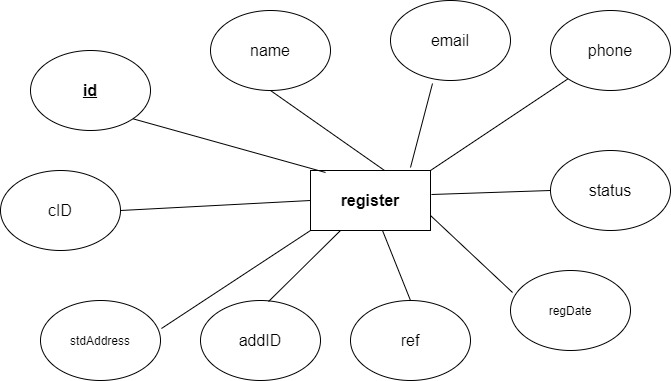 name
email
phone
id
cID
register
status
stdAddress
addID
ref
regDate